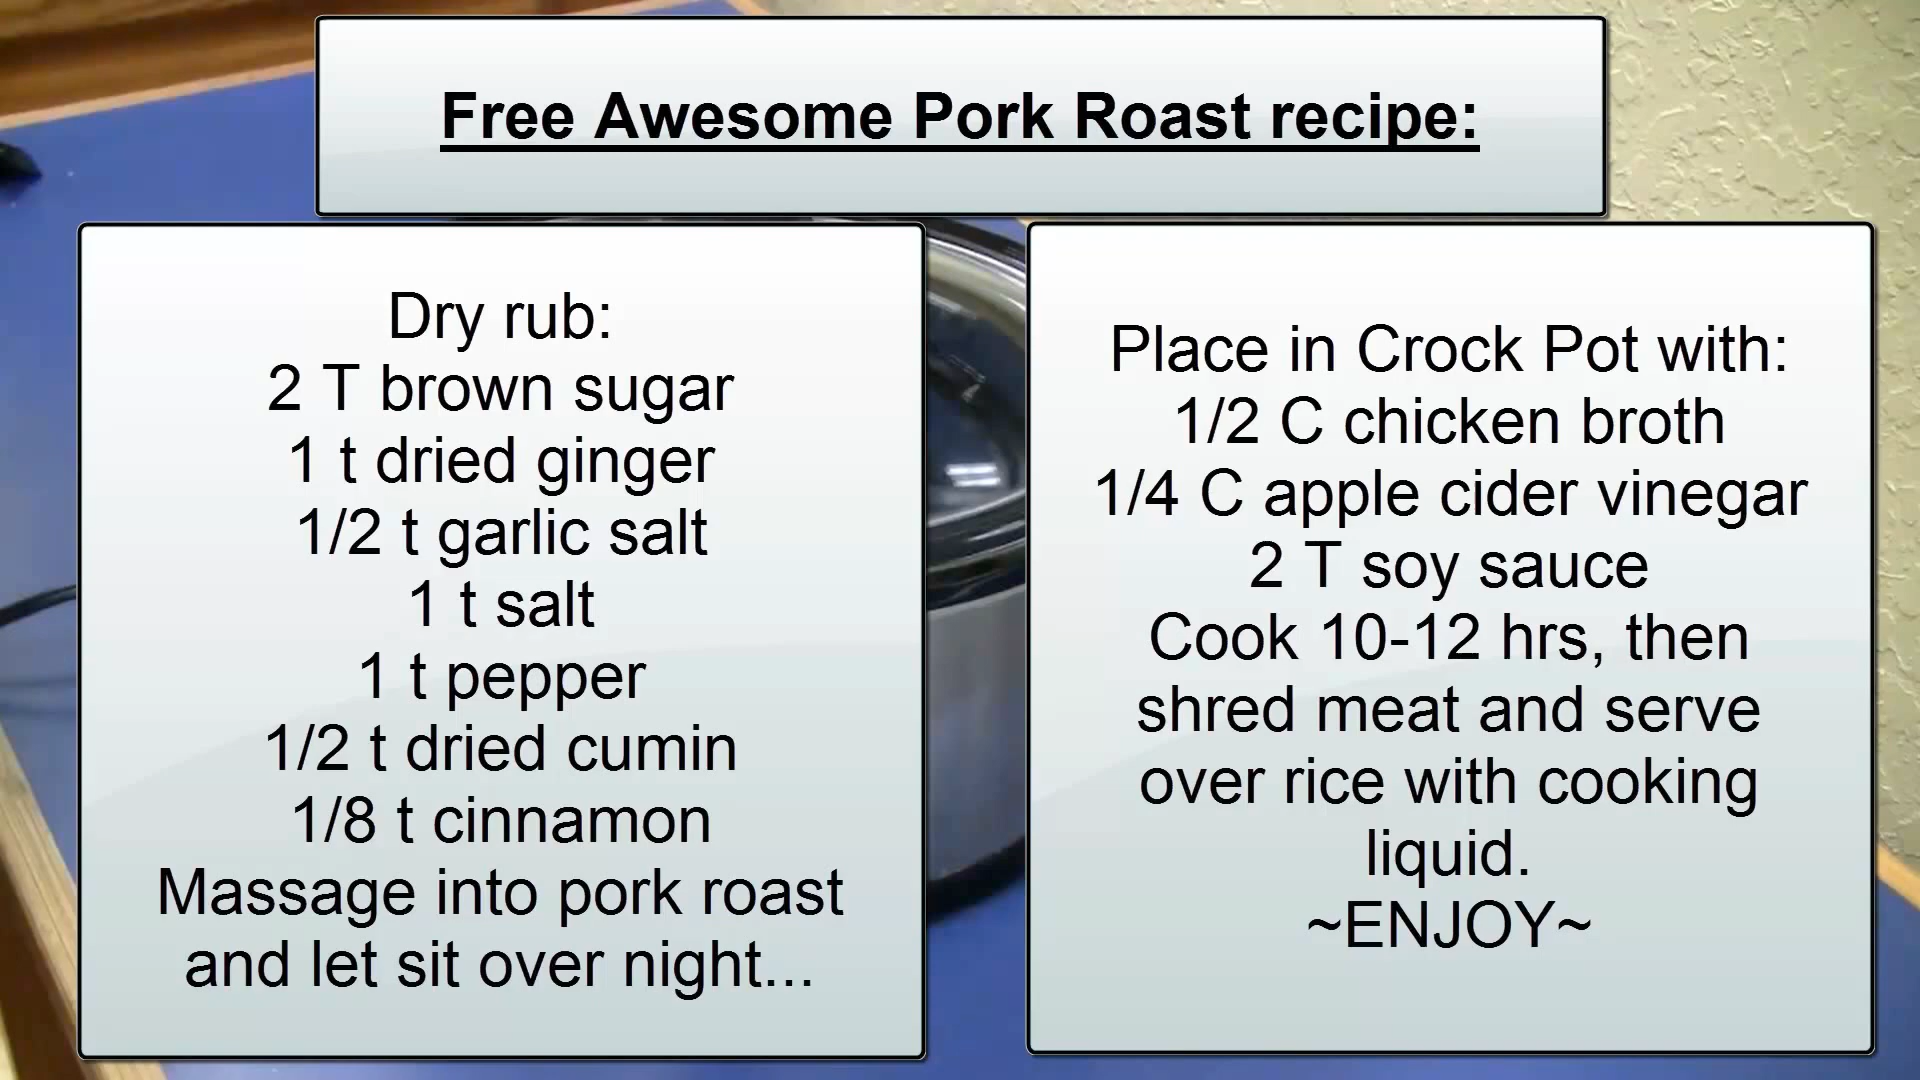 Free Awesome Pork Roast recipe:
Dry rub:
2 T brown sugar
1 t dried ginger
1/2 t garlic salt
1 t salt
1 t pepper
1/2 t dried cumin
1/8 t cinnamon
Massage into pork roast
and let sit over night...
Place in Crock Pot with:
1/2 C chicken broth
1/4 C apple cider vinegar
2 T soy sauce
Cook 10-12 hrs, then
shred meat and serve
over rice with cooking
liquid.
~ENJOY~